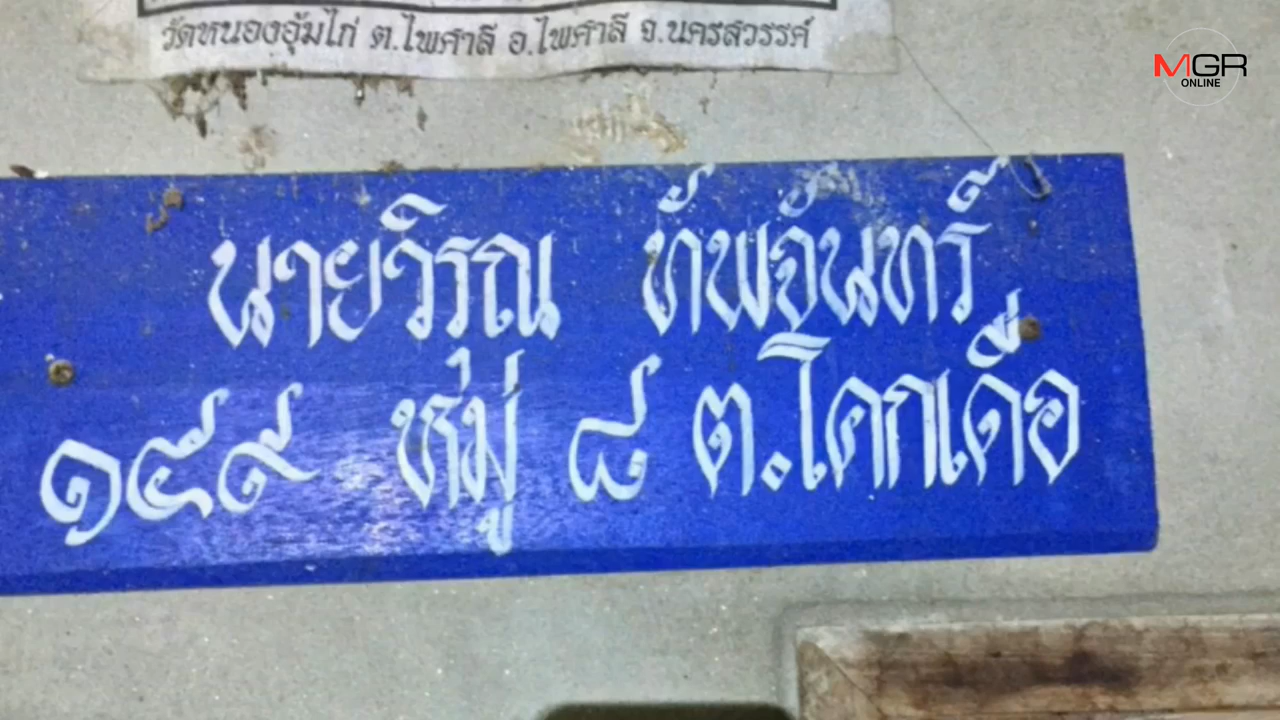 วัดหนองอุ้มไก่ ต.ไพศาลี อ.ไพศาลี จ.นครสวรรค์
MGR
ONLINE
นายวิรุณ ทัพจันทร์
๑๕๙ หมู่ ๘ ต.โคกเดื่อ